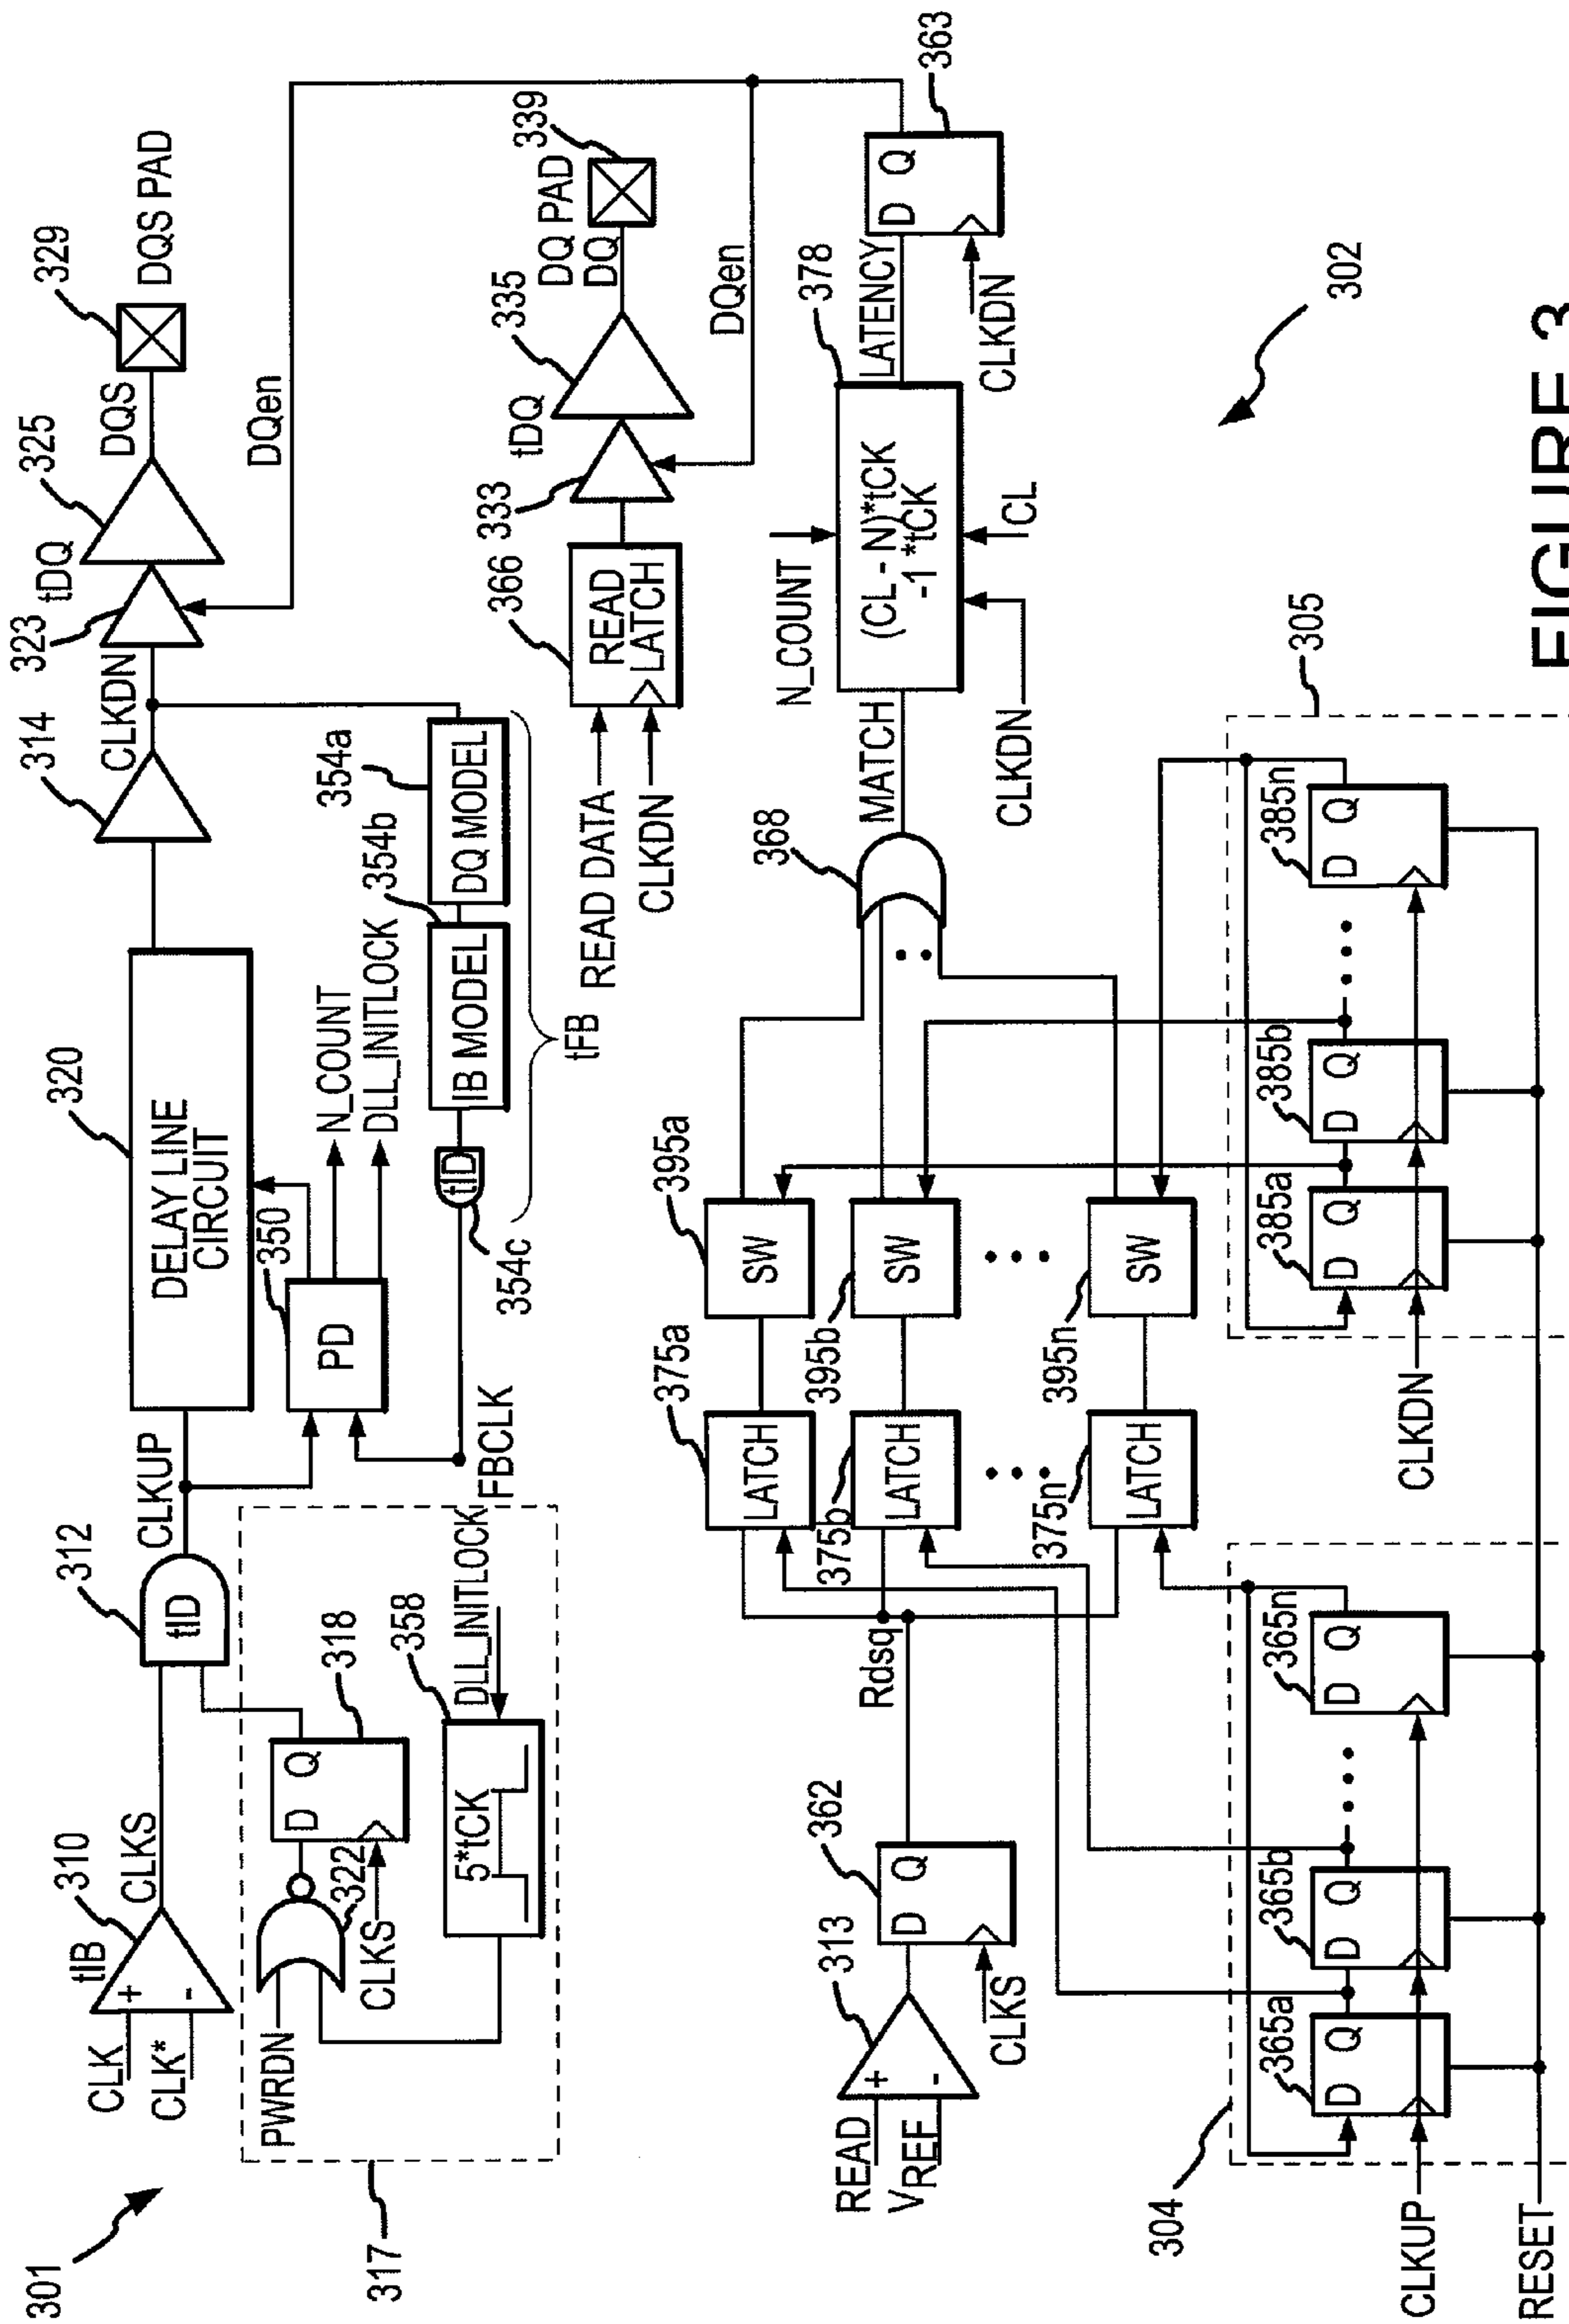 301
CLK
CLK*
tIB
310
CLKS
312
tID
CLKUP
320
DELAY LINE
CIRCUIT
314
CLKDN
323
tDQ
325
DQS
329
DQS PAD
DQen
317
PWRDN
322
CLKS
D Q
318
358
5*tCK
DLL_INITLOCK
350
PD
N_COUNT
DLL_INITLOCK
FBCLK
354c
tID
354b
IB MODEL
354a
DQ MODEL
tFB
READ DATA
CLKDN
366
READ
LATCH
333
tDQ
335
DQ PAD
DQ
339
DQen
READ
VREF
313
362
D Q
CLKS
Rdsq
375a
LATCH
375b
LATCH
375n
LATCH
395a
SW
395b
SW
395n
SW
368
MATCH
N_COUNT
378
(CL - N)*tCK
-1 *tCK
CLKDN
CL
LATENCY
D Q
363
CLKDN
302
304
365a
D Q
365b
D Q
365n
D Q
CLKUP
RESET
305
385a
D Q
385b
D Q
385n
D Q
CLKDN
FIGURE 3